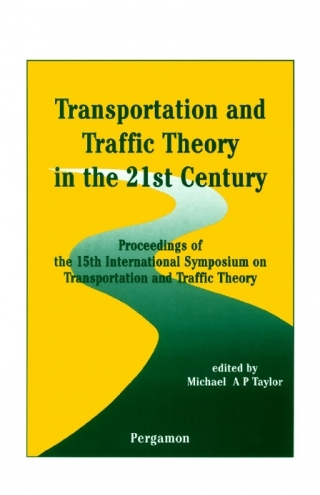 Transportation and
Traffic Theory
in the 21st Century
Proceedings of
the 15th International Symposium on
Transportation and Traffic Theory
edited by
Michael A P Taylor
Pergamon